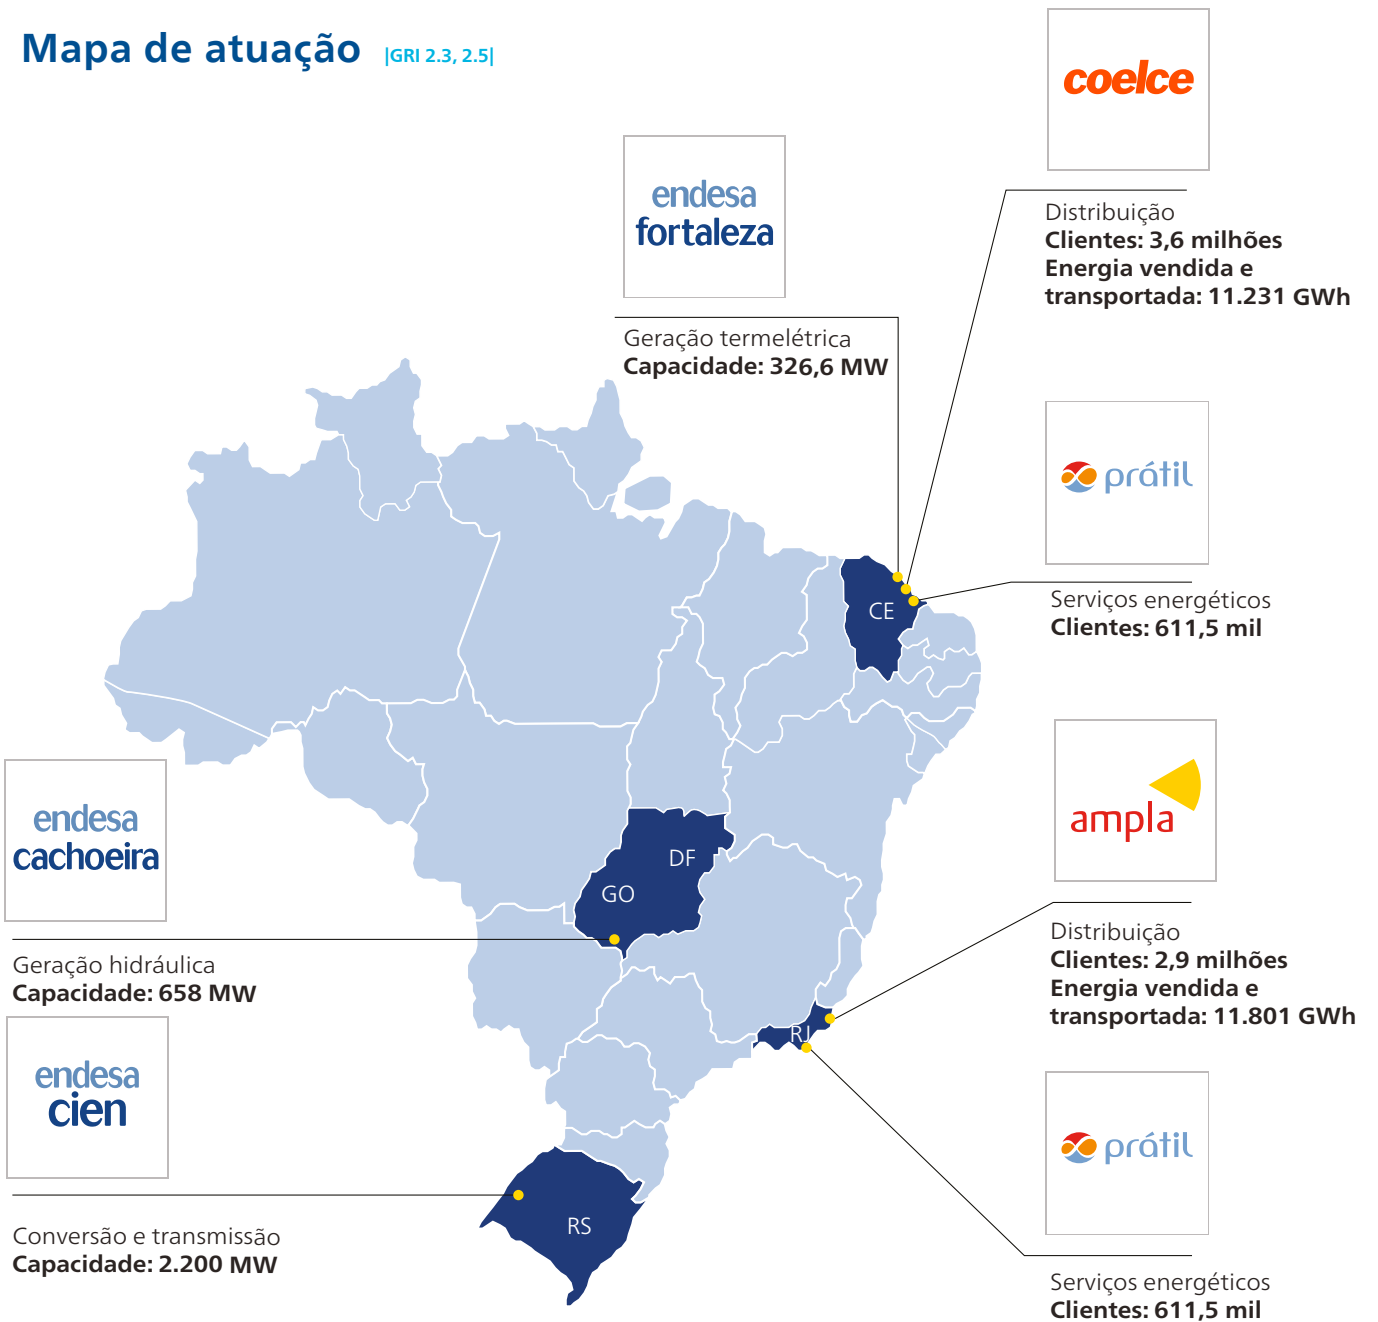 Mapa de atuação |GRI 2.3, 2.5|
coelce
Distribuição
Clientes: 3,6 milhões
Energia vendida e
transportada: 11.231 GWh
endesa
fortaleza
Geração termelétrica
Capacidade: 326,6 MW
prátil
Serviços energéticos
Clientes: 611,5 mil
CE
endesa
cachoeira
Geração hidráulica
Capacidade: 658 MW
DF
GO
ampla
Distribuição
Clientes: 2,9 milhões
Energia vendida e
transportada: 11.801 GWh
RJ
endesa
cien
Conversão e transmissão
Capacidade: 2.200 MW
RS
prátil
Serviços energéticos
Clientes: 611,5 mil